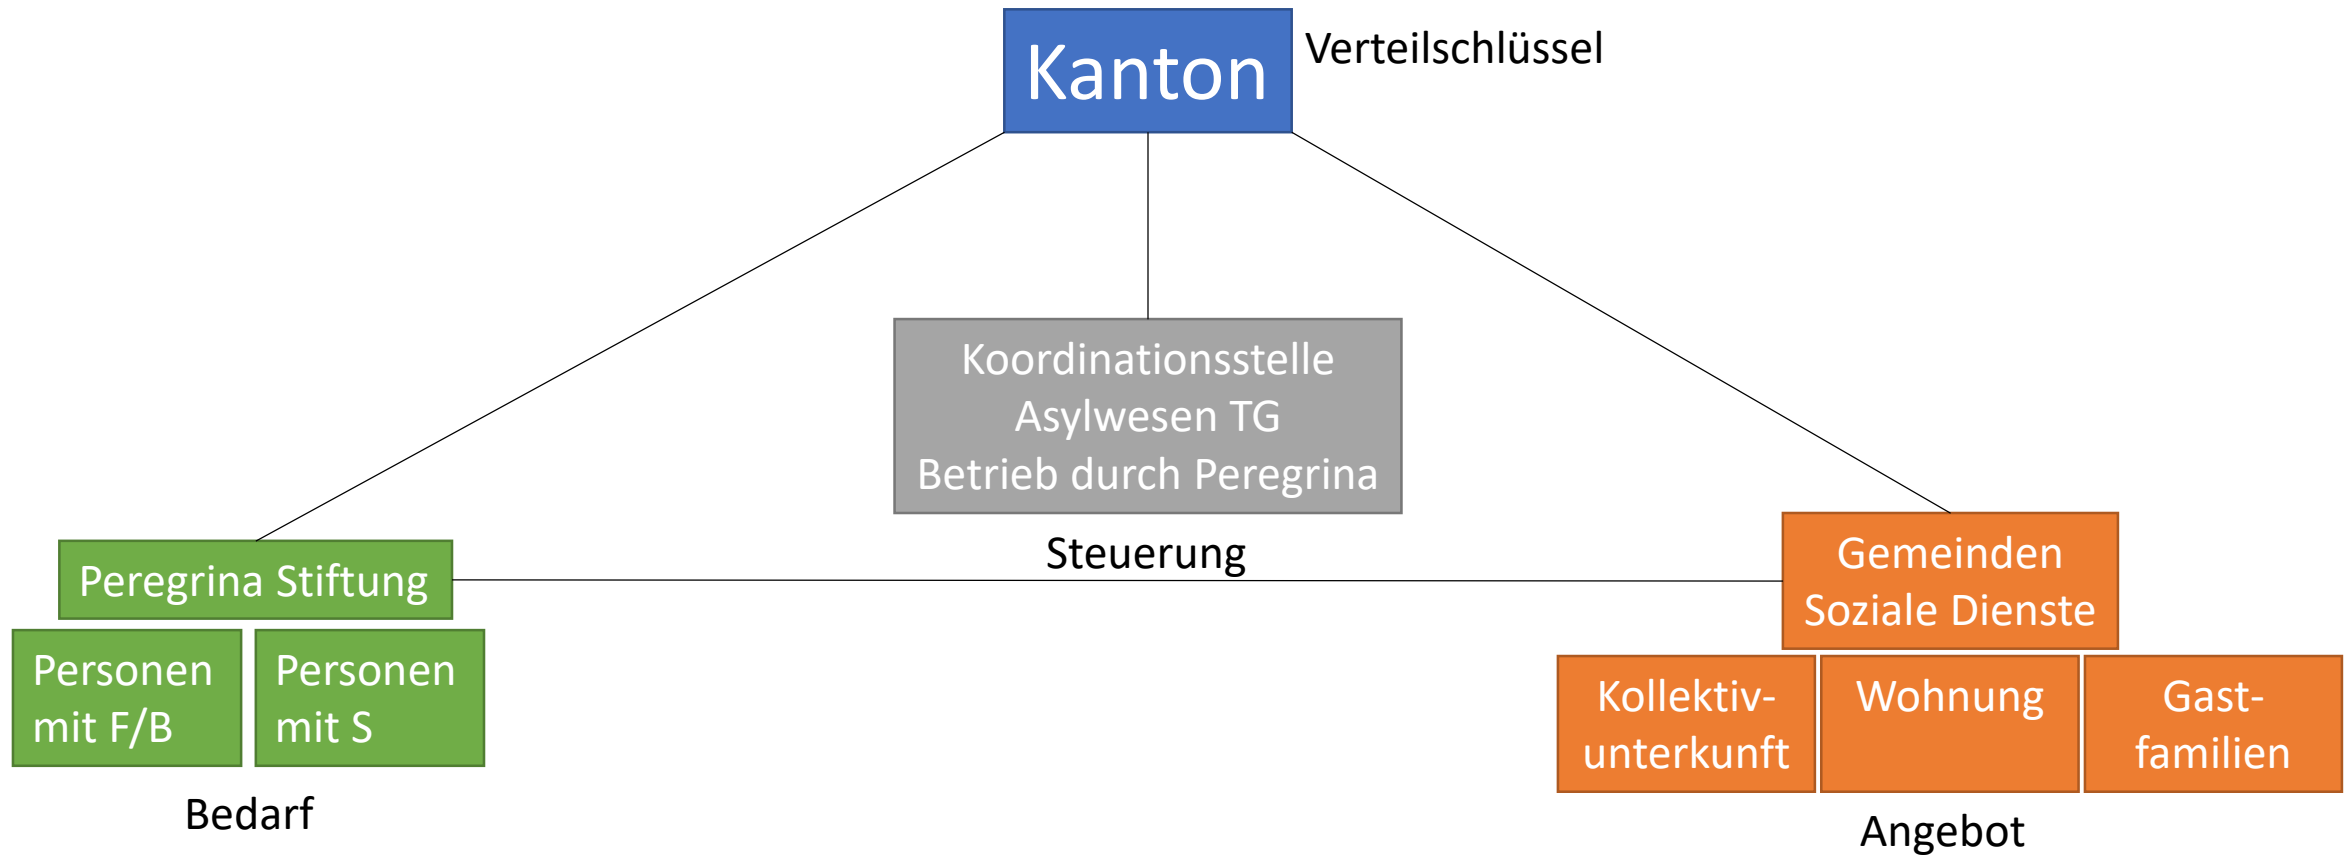 Kanton
Verteilschlüssel
Koordinationsstelle
Asylwesen TG
Betrieb durch Peregrina
Steuerung
Peregrina Stiftung
Personen
mit F/B
Personen
mit S
Bedarf
Gemeinden
Soziale Dienste
Kollektiv-
unterkunft
Wohnung
Gast-
familien
Angebot